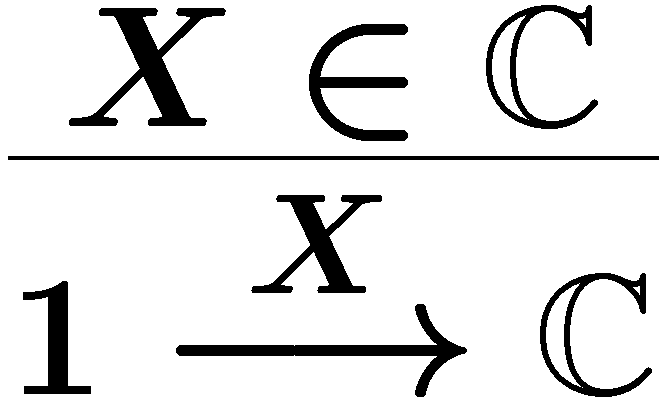 X ∈ ℂ
X
1 ⟶ ℂ